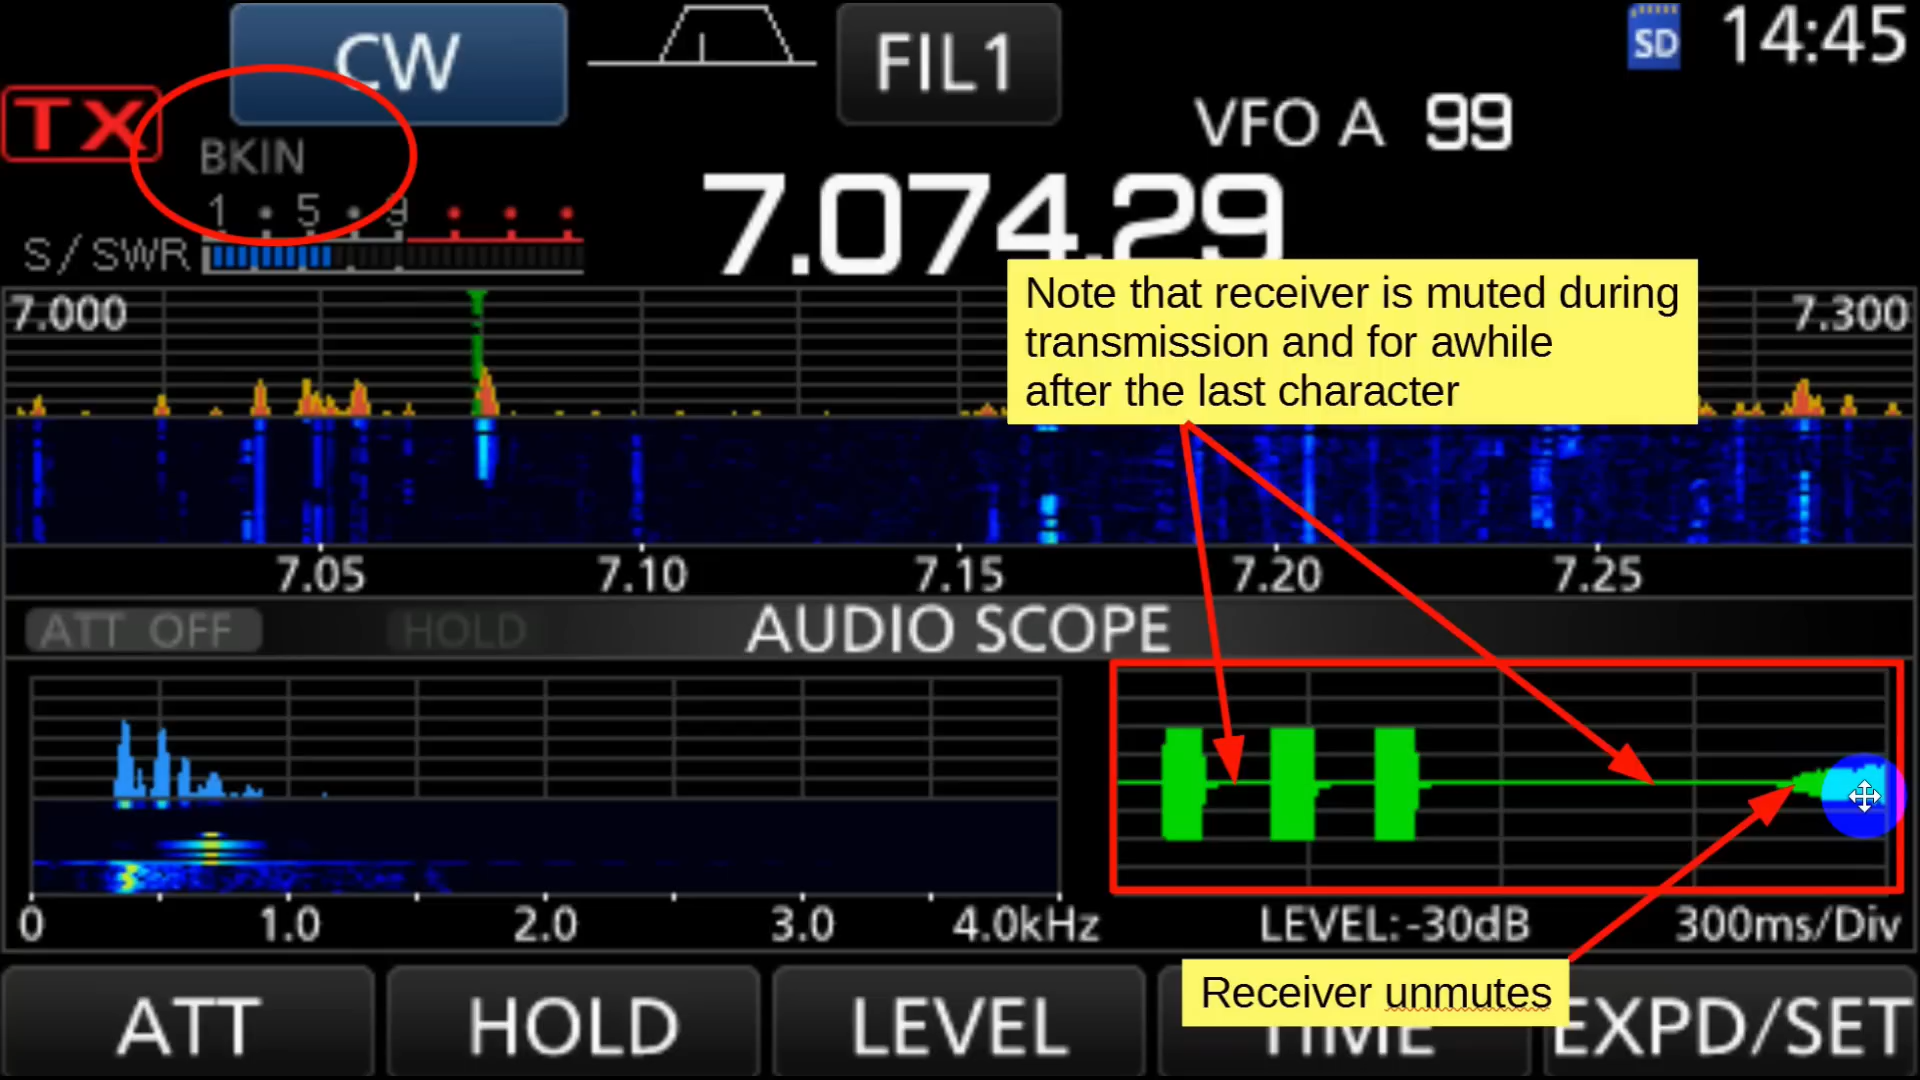 CW
FIL1
SD
14:45
TX
BKIN
VFO A 99
1 5 9
S/SWR
7.074.29
7.000
7.300
Note that receiver is muted during
transmission and for awhile
after the last character
7.05 7.10 7.15 7.20 7.25
ATT OFF
HOLD
AUDIO SCOPE
0 1.0 2.0 3.0 4.0kHz
LEVEL:-30dB
300ms/Div
Receiver unmutes
ATT
HOLD
LEVEL
TIME
EXPD/SET